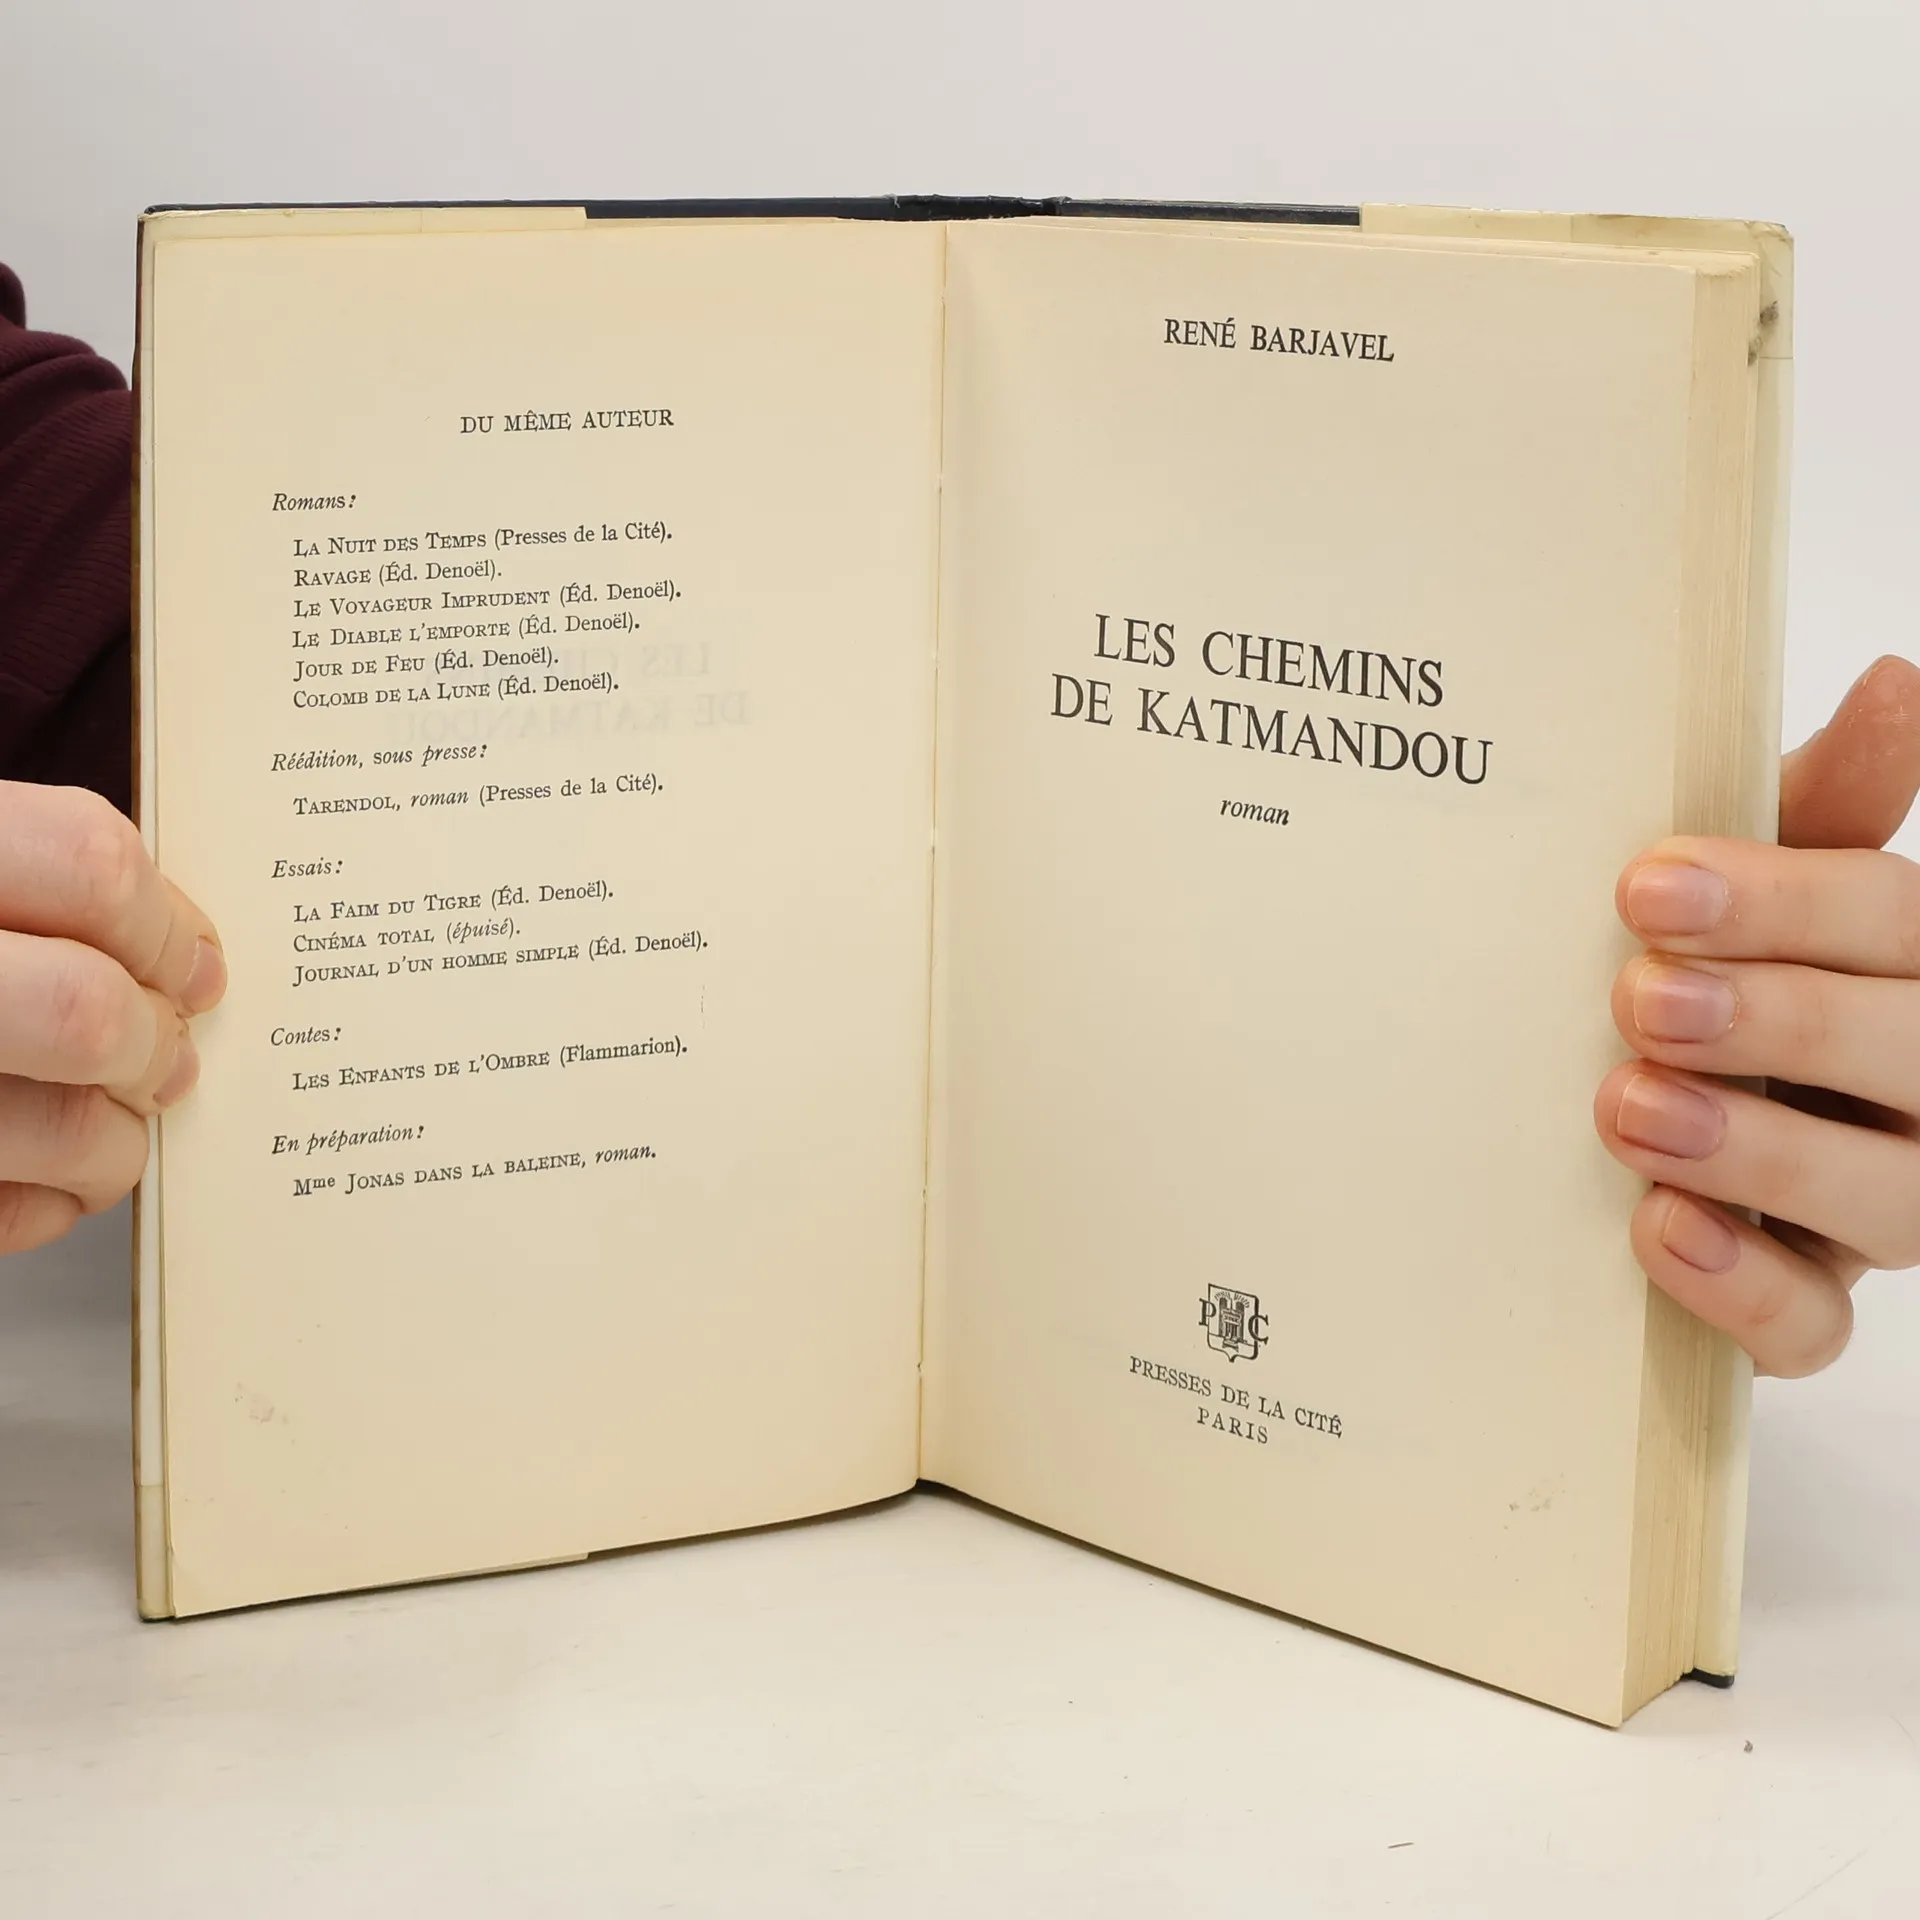 DU MÊME AUTEUR
Romans :
LA NUIT DES TEMPS (Presses de la Cité).
RAVAGE (Éd. Denoël).
LE VOYAGEUR IMPRUDENT (Éd. Denoël).
LE DIABLE L'EMPORTE (Éd. Denoël).
JOUR DE FEU (Éd. Denoël).
COLOMB DE LA LUNE (Éd. Denoël).
Réédition, sous presse :
TARENDOL, roman (Presses de la Cité).
Essais :
LA FAIM DU TIGRE (Éd. Denoël).
CINÉMA TOTAL (épuisé).
JOURNAL D'UN HOMME SIMPLE (Éd. Denoël).
Contes :
LES ENFANTS DE L'OMBRE (Flammarion).
En préparation :
Mme JONAS DANS LA BALEINE, roman.
RENÉ BARJAVEL
LES CHEMINS
DE KATMANDOU
roman
P C
PRESSES DE LA CITÉ
PARIS